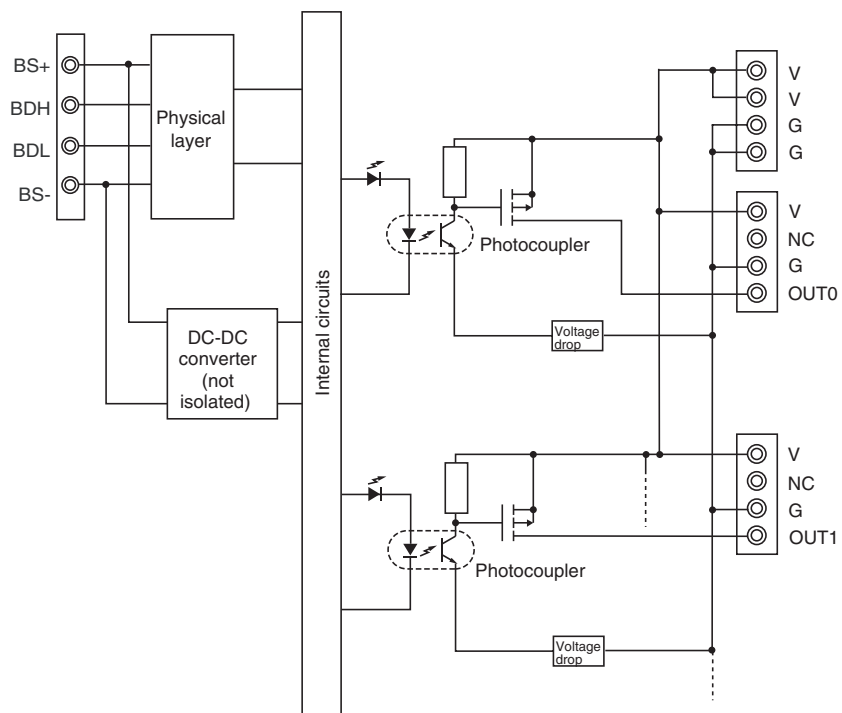 BS+
BDH
BDL
BS-
Physical
layer
DC-DC
converter
(not
isolated)
Internal circuits
Photocoupler
Voltage
drop
V
V
G
G
V
NC
G
OUT0
Photocoupler
Voltage
drop
V
NC
G
OUT1